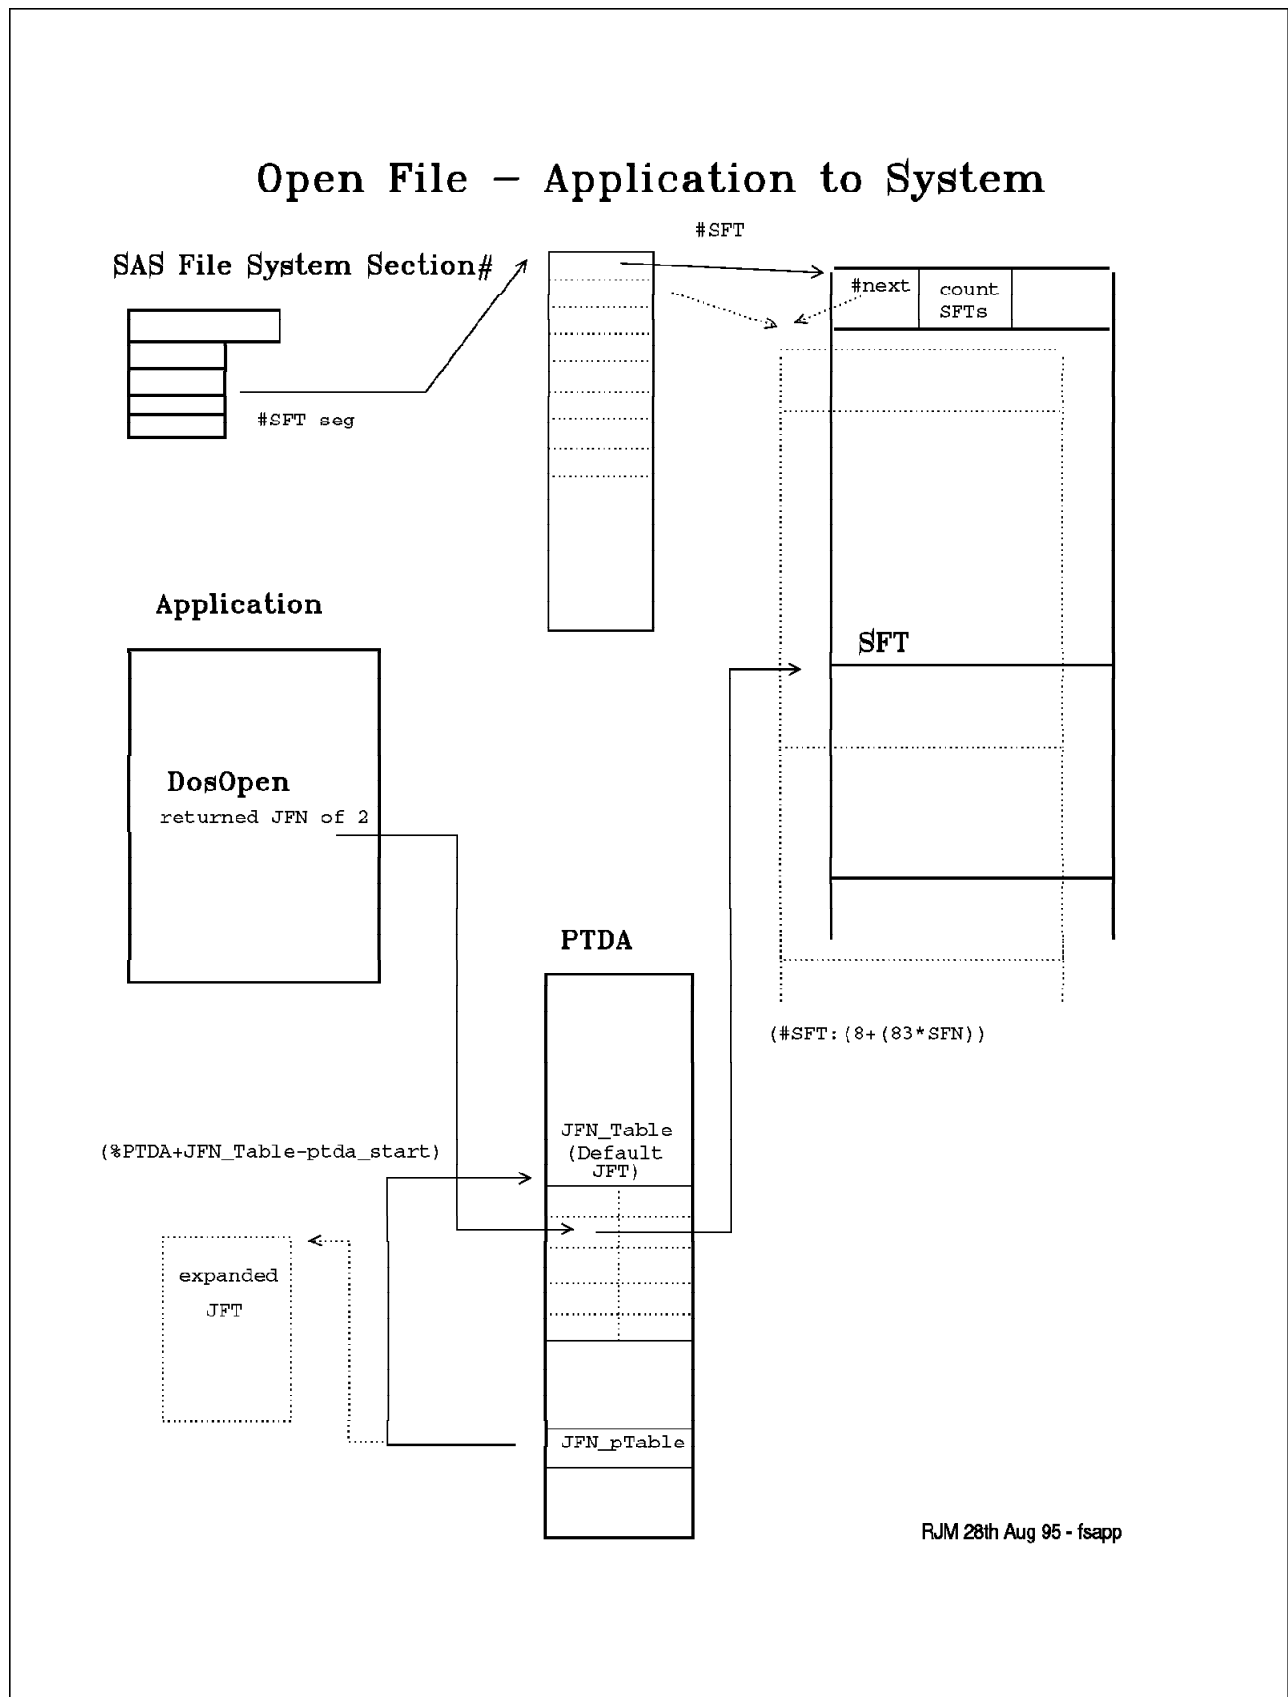 Open File – Application to System
#SFT
SAS File System Section#
#next
count
SFTs
#SFT seg
Application
SFT
DosOpen
returned JFN of 2
PTDA
(#SFT:(8+(83*SFN))
JFN_Table
(Default
JFT)
(%PTDA+JFN_Table-ptda_start)
expanded
JFT
JFN_pTable
RJM 28th Aug 95 - fsapp